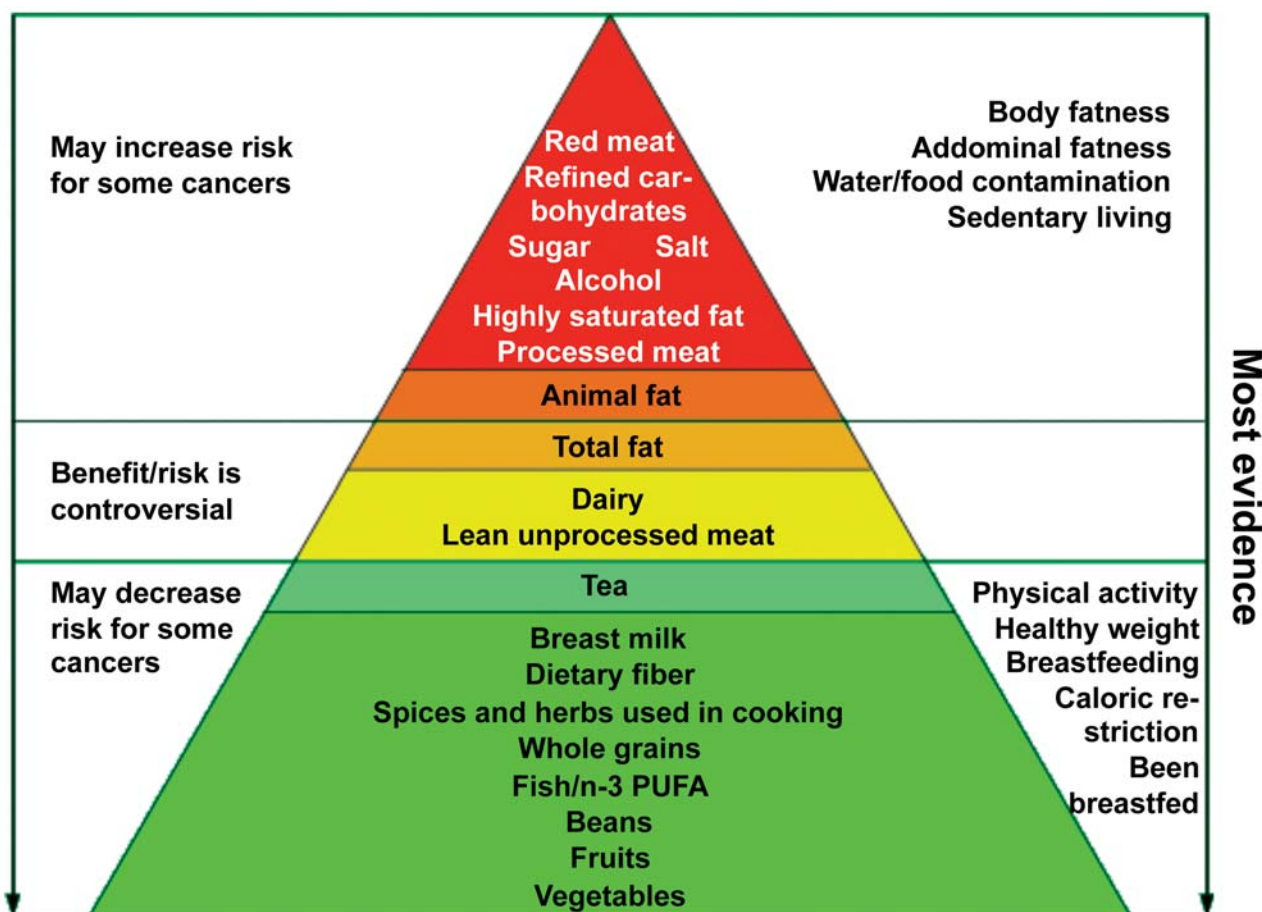 May increase risk
for some cancers
Red meat
Refined car-
bohydrates
Sugar Salt
Alcohol
Highly saturated fat
Processed meat
Animal fat
Body fatness
Addominal fatness
Water/food contamination
Sedentary living
Benefit/risk is
controversial
Total fat
Dairy
Lean unprocessed meat
May decrease
risk for some
cancers
Tea
Breast milk
Dietary fiber
Spices and herbs used in cooking
Whole grains
Fish/n-3 PUFA
Beans
Fruits
Vegetables
Physical activity
Healthy weight
Breastfeeding
Caloric re-
striction
Been
breastfed
Most evidence